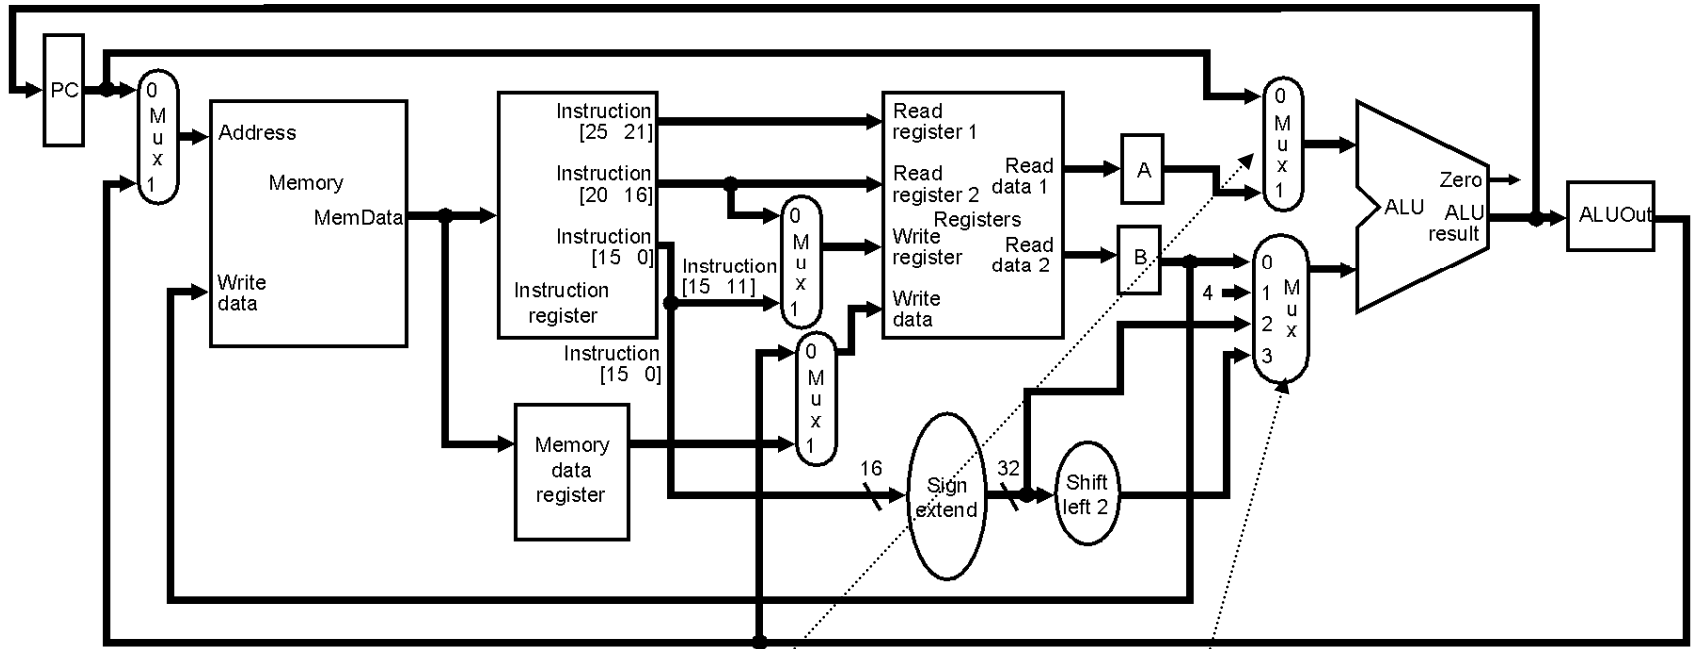 PC
0
M
u
x
1
Address
Memory
MemData
Write
data
Instruction
[25 21]
Instruction
[20 16]
Instruction
[15 0]
Instruction
register
Instruction
[15 11]
Instruction
[15 0]
Memory
data
register
0
M
u
x
1
0
M
u
x
1
Read
register 1
Read
register 2
Registers
Write
register
Write
data
Read
data 1
Read
data 2
16
Sign
extend
32
Shift
left 2
A
B
4
0
M
u
x
1
0
1
2
3
M
u
x
Zero
ALU
ALU
result
ALUOut